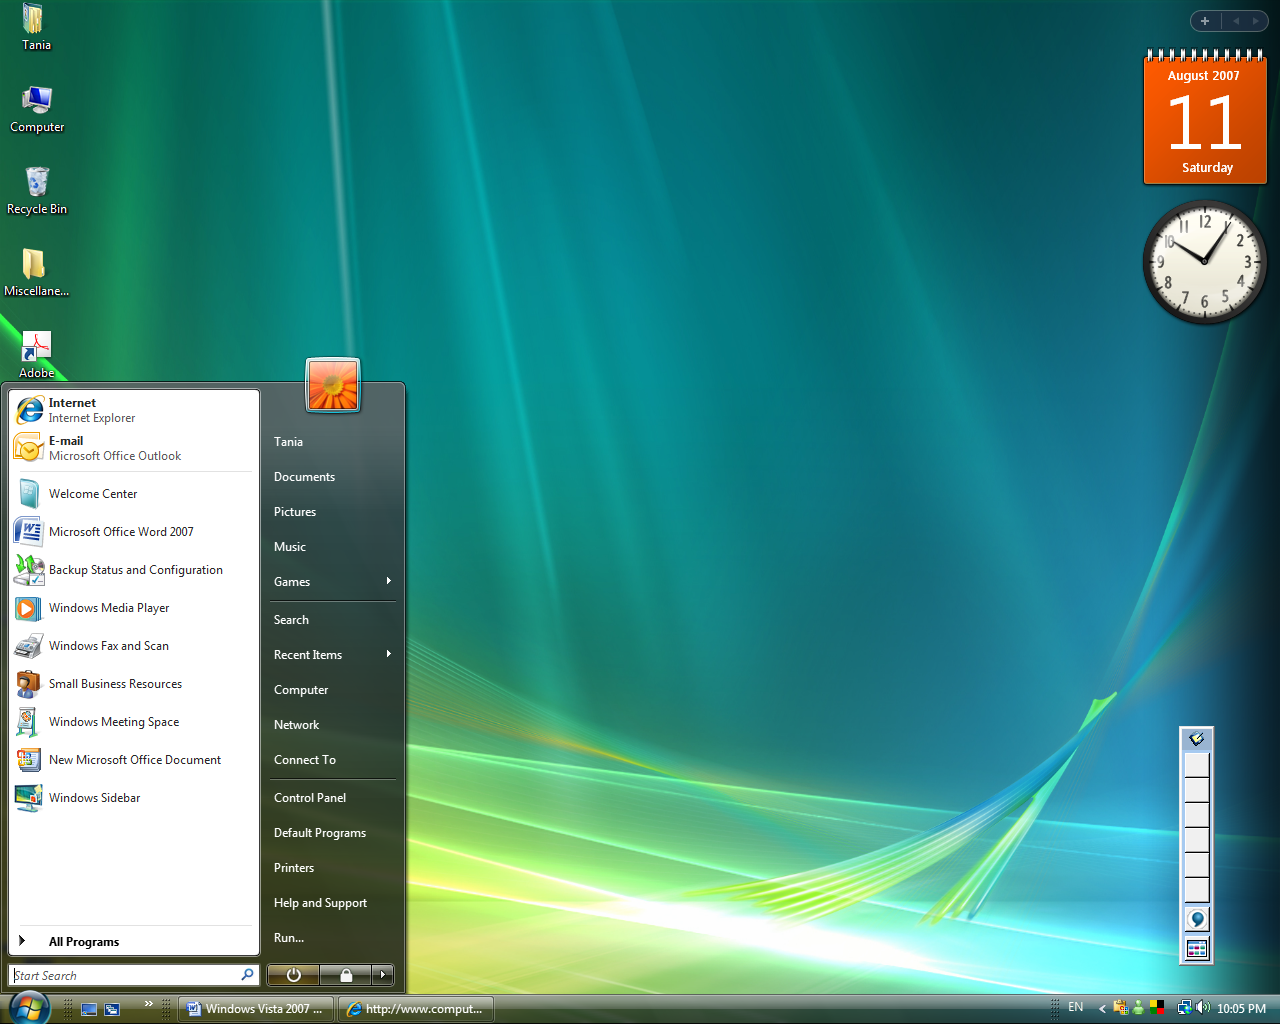 Tania
Computer
Recycle Bin
Miscellane...
Adobe
August 2007
11
Saturday
12
1
2
3
4
5
6
7
8
9
10
11
Internet
Internet Explorer
E-mail
Microsoft Office Outlook
Welcome Center
Microsoft Office Word 2007
Backup Status and Configuration
Windows Media Player
Windows Fax and Scan
Small Business Resources
Windows Meeting Space
New Microsoft Office Document
Windows Sidebar
All Programs
Start Search
Tania
Documents
Pictures
Music
Games
Search
Recent Items
Computer
Network
Connect To
Control Panel
Default Programs
Printers
Help and Support
Run...
Windows Vista 2007 ...
http://www.comput...
EN
10:05 PM